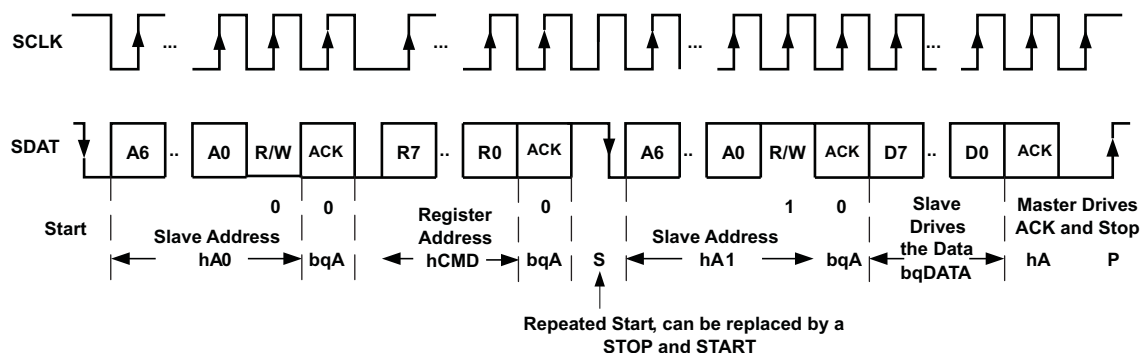 SCLK ... ... ... ...
SDAT A6 .. A0 R/W ACK R7 .. R0 ACK A6 .. A0 R/W ACK D7 .. D0 ACK
0 0 0 1 0
Start
Slave Address
hA0
bqA
Register
Address
hCMD
bqA
S
Slave Address
hA1
bqA
Slave
Drives
the Data
bqDATA
Master Drives
ACK and Stop
hA
P
Repeated Start, can be replaced by a
STOP and START